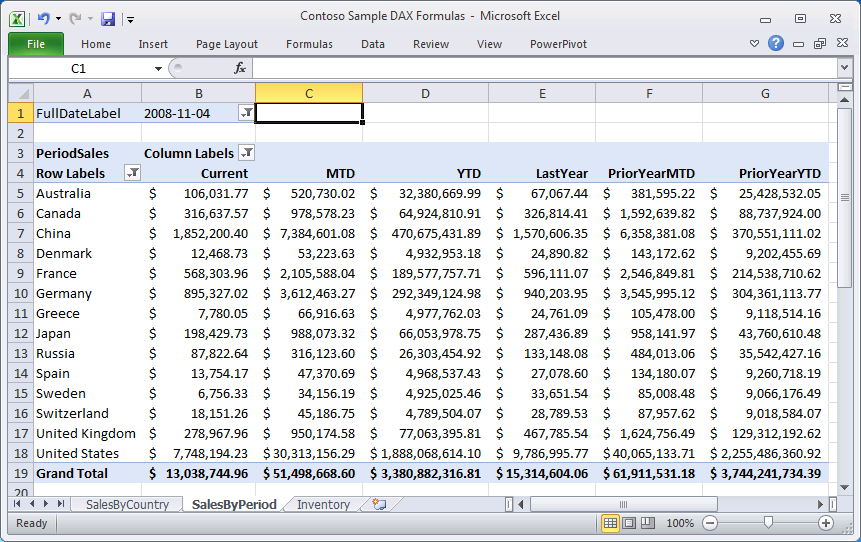 Contoso Sample DAX Formulas - Microsoft Excel
File Home Insert Page Layout Formulas Data Review View PowerPivot
C1 fx
A B C D E F G
1 FullDateLabel 2008-11-04
2
3 PeriodSales Column Labels
4 Row Labels Current MTD YTD LastYear PriorYearMTD PriorYearYTD
5 Australia $ 106,031.77 $ 520,730.02 $ 32,380,669.99 $ 67,067.44 $ 381,595.22 $ 25,428,532.05
6 Canada $ 316,637.57 $ 978,578.23 $ 64,924,810.91 $ 326,814.41 $ 1,592,639.82 $ 88,737,924.00
7 China $ 1,852,200.40 $ 7,384,601.08 $ 470,675,431.89 $ 1,570,606.35 $ 6,358,381.08 $ 370,551,111.02
8 Denmark $ 12,468.73 $ 53,223.63 $ 4,932,953.18 $ 24,890.82 $ 143,172.62 $ 9,202,455.69
9 France $ 568,303.96 $ 2,105,588.04 $ 189,577,757.71 $ 596,111.07 $ 2,546,849.81 $ 214,538,710.62
10 Germany $ 895,327.02 $ 3,612,463.27 $ 292,349,124.98 $ 940,203.95 $ 3,545,995.12 $ 304,361,113.77
11 Greece $ 7,780.05 $ 66,916.63 $ 4,977,762.03 $ 24,761.09 $ 105,478.00 $ 9,118,514.16
12 Japan $ 198,429.73 $ 988,073.32 $ 66,053,978.75 $ 287,436.89 $ 958,141.97 $ 43,760,610.48
13 Russia $ 87,822.64 $ 316,123.60 $ 26,303,454.92 $ 133,148.08 $ 484,013.06 $ 35,542,427.16
14 Spain $ 13,754.17 $ 47,370.69 $ 4,968,537.43 $ 27,078.60 $ 134,180.07 $ 9,260,718.19
15 Sweden $ 6,756.33 $ 34,156.19 $ 4,925,025.46 $ 33,651.54 $ 85,008.48 $ 9,066,176.49
16 Switzerland $ 18,151.26 $ 45,186.75 $ 4,789,504.07 $ 28,789.53 $ 87,957.62 $ 9,018,584.07
17 United Kingdom $ 278,967.96 $ 950,174.58 $ 77,063,395.81 $ 467,785.54 $ 1,624,756.49 $ 129,312,192.62
18 United States $ 7,748,194.23 $ 30,313,156.29 $ 1,888,068,614.10 $ 9,786,995.77 $ 40,065,133.71 $ 2,255,486,360.92
19 Grand Total $ 13,038,744.96 $ 51,498,668.60 $ 3,380,882,316.81 $ 15,314,604.06 $ 61,911,531.18 $ 3,744,241,734.39
20
SalesByCountry SalesByPeriod Inventory
Ready 100%